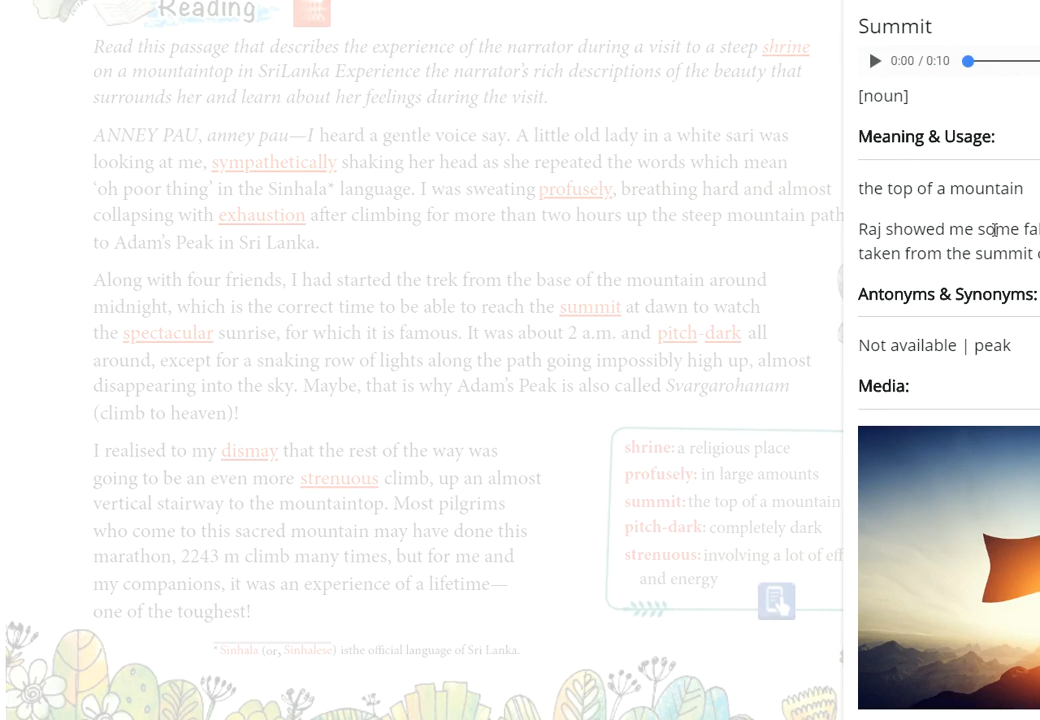 Reading
Read this passage that describes the experience of the narrator during a visit to a steep shrine
on a mountaintop in SriLanka Experience the narrator's rich descriptions of the beauty that
surrounds her and learn about her feelings during the visit.
ANNEY PAU, anney pau—I heard a gentle voice say. A little old lady in a white sari was
looking at me, sympathetically shaking her head as she repeated the words which mean
'oh poor thing' in the Sinhala* language. I was sweating profusely, breathing hard and almost
collapsing with exhaustion after climbing for more than two hours up the steep mountain path
to Adam's Peak in Sri Lanka.
Along with four friends, I had started the trek from the base of the mountain around
midnight, which is the correct time to be able to reach the summit at dawn to watch
the spectacular sunrise, for which it is famous. It was about 2 a.m. and pitch-dark all
around, except for a snaking row of lights along the path going impossibly high up, almost
disappearing into the sky. Maybe, that is why Adam's Peak is also called Svargarohanam
(climb to heaven)!
I realised to my dismay that the rest of the way was
going to be an even more strenuous climb, up an almost
vertical stairway to the mountaintop. Most pilgrims
who come to this sacred mountain may have done this
marathon, 2243 m climb many times, but for me and
my companions, it was an experience of a lifetime—
one of the toughest!
shrine: a religious place
profusely: in large amounts
summit: the top of a mountain
pitch-dark: completely dark
strenuous: involving a lot of eff
and energy
* Sinhala (or, Sinhalese) isthe official language of Sri Lanka.
Summit
0:00 / 0:10
[noun]
Meaning & Usage:
the top of a mountain
Raj showed me some fa
taken from the summit
Antonyms & Synonyms:
Not available | peak
Media: